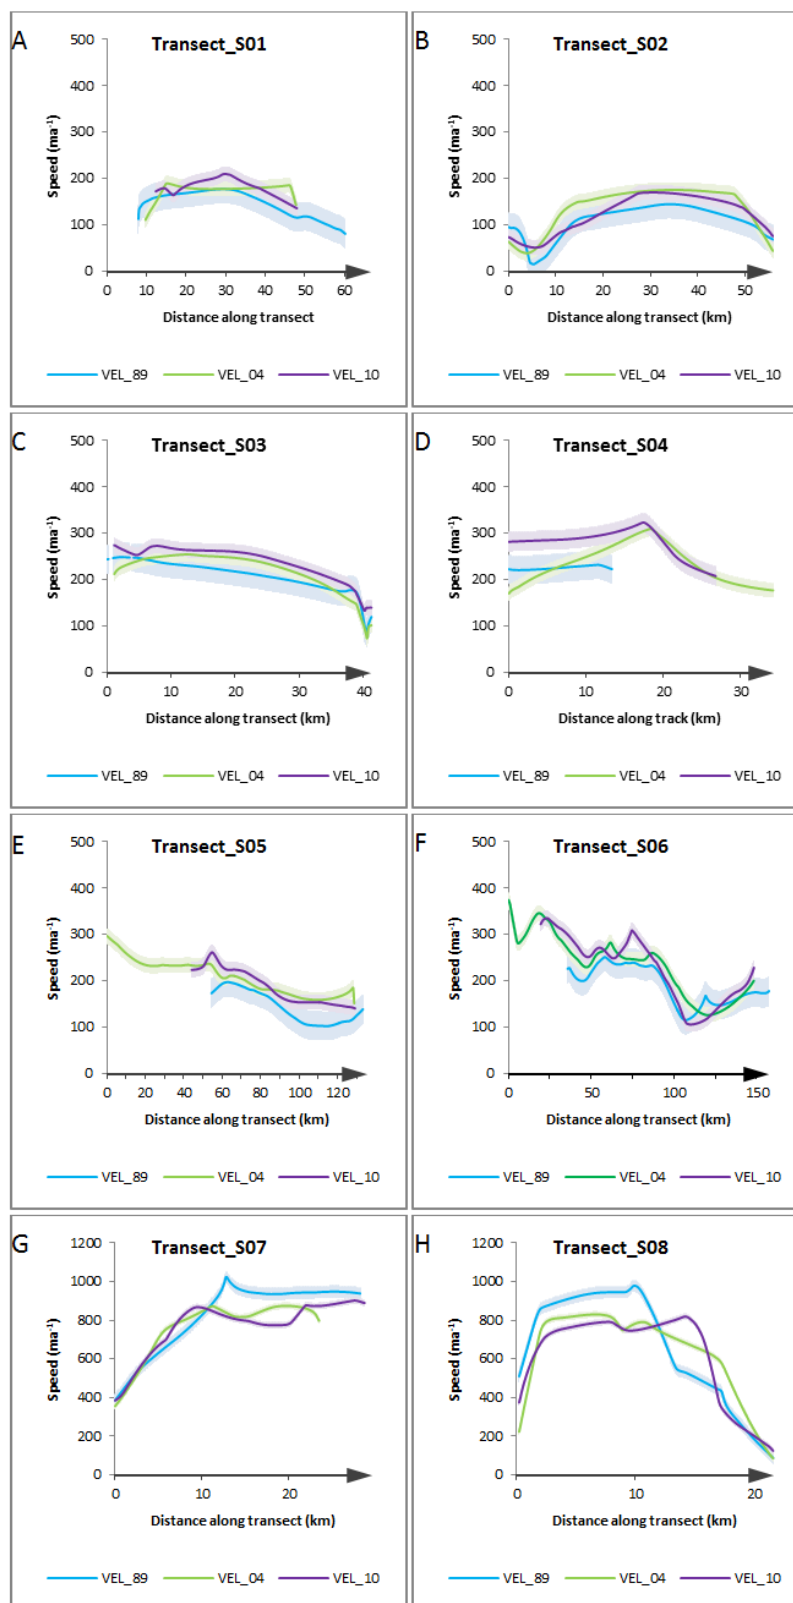 A Transect_S01
500
400
300
200
100
0
Speed (ma⁻¹)
0 10 20 30 40 50 60
Distance along transect
VEL_89 VEL_04 VEL_10
B Transect_S02
500
400
300
200
100
0
Speed (ma⁻¹)
0 10 20 30 40 50
Distance along transect (km)
VEL_89 VEL_04 VEL_10
C Transect_S03
500
400
300
200
100
0
Speed (ma⁻¹)
0 10 20 30 40
Distance along transect (km)
VEL_89 VEL_04 VEL_10
D Transect_S04
500
400
300
200
100
0
Speed (ma⁻¹)
0 10 20 30
Distance along track (km)
VEL_89 VEL_04 VEL_10
E Transect_S05
500
400
300
200
100
0
Speed (ma⁻¹)
0 20 40 60 80 100 120
Distance along transect (km)
VEL_89 VEL_04 VEL_10
F Transect_S06
500
400
300
200
100
0
Speed (ma⁻¹)
0 50 100 150
Distance along transect (km)
VEL_89 VEL_04 VEL_10
G Transect_S07
1200
1000
800
600
400
200
0
Speed (ma⁻¹)
0 10 20
Distance along transect (km)
VEL_89 VEL_04 VEL_10
H Transect_S08
1200
1000
800
600
400
200
0
Speed (ma⁻¹)
0 10 20
Distance along transect (km)
VEL_89 VEL_04 VEL_10